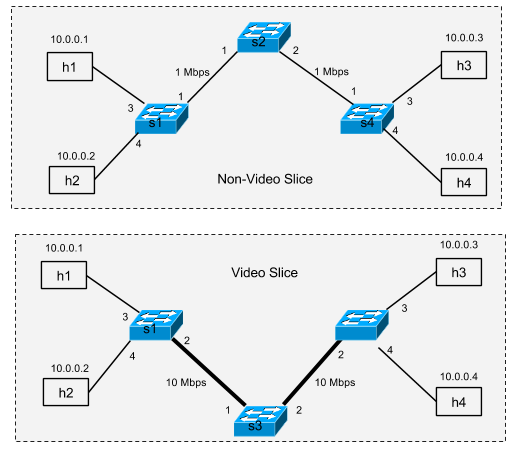 10.0.0.1
h1
s2
1
2
10.0.0.3
h3
1 Mbps
1 Mbps
1
1
3
s1
3
s4
4
4
10.0.0.2
h2
Non-Video Slice
10.0.0.4
h4
10.0.0.1
h1
Video Slice
10.0.0.3
h3
3
s1
2
3
4
2
4
10.0.0.2
h2
10 Mbps
10 Mbps
10.0.0.4
h4
1
2
s3